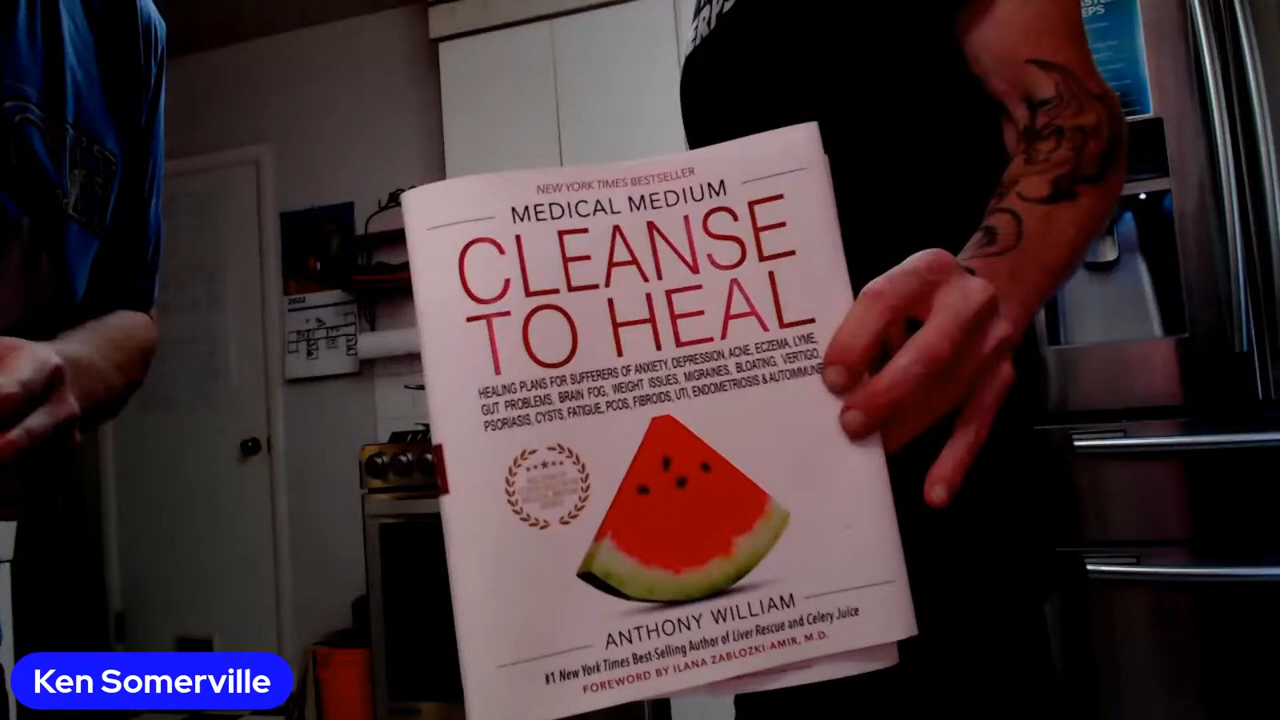 NEW YORK TIMES BESTSELLER
MEDICAL MEDIUM
CLEANSE
TO HEAL
HEALING PLANS FOR SUFFERERS OF ANXIETY, DEPRESSION, ACNE, ECZEMA, LYME,
GUT PROBLEMS, BRAIN FOG, WEIGHT ISSUES, MIGRAINES, BLOATING, VERTIGO,
PSORIASIS, CYSTS, FATIGUE, PCOS, FIBROIDS, UTI, ENDOMETRIOSIS & AUTOIMMUNE
ANTHONY WILLIAM
#1 New York Times Best-Selling Author of Liver Rescue and Celery Juice
FOREWORD BY ILANA ZABLOZKI-AMIR, M.D.
2022
Ken Somerville